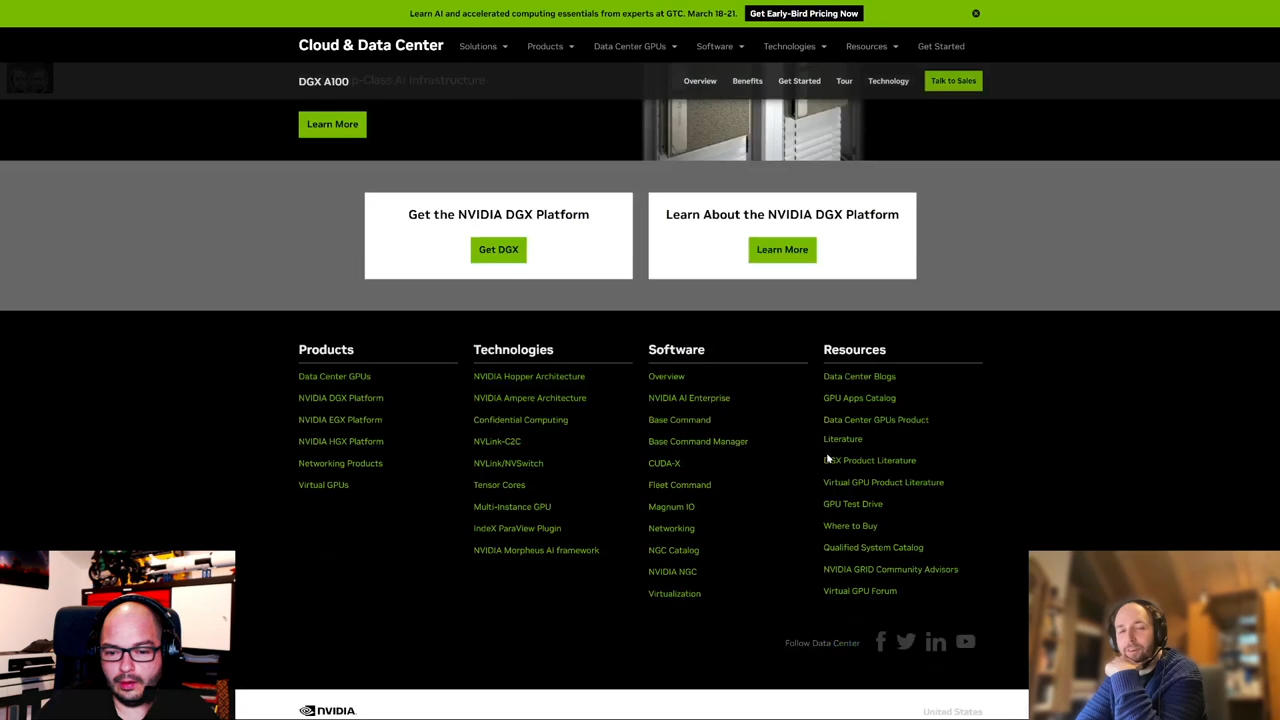 Learn AI and accelerated computing essentials from experts at GTC. March 18-21. Get Early-Bird Pricing Now
Cloud & Data Center Solutions Products Data Center GPUs Software Technologies Resources Get Started
DGX A100 p-Class AI Infrastructure Overview Benefits Get Started Tour Technology Talk to Sales
Learn More
Get the NVIDIA DGX Platform
Get DGX
Learn About the NVIDIA DGX Platform
Learn More
Products
Data Center GPUs
NVIDIA DGX Platform
NVIDIA EGX Platform
NVIDIA HGX Platform
Networking Products
Virtual GPUs
Technologies
NVIDIA Hopper Architecture
NVIDIA Ampere Architecture
Confidential Computing
NVLink-C2C
NVLink/NVSwitch
Tensor Cores
Multi-Instance GPU
IndeX ParaView Plugin
NVIDIA Morpheus AI framework
Software
Overview
NVIDIA AI Enterprise
Base Command
Base Command Manager
CUDA-X
Fleet Command
Magnum IO
Networking
NGC Catalog
NVIDIA NGC
Virtualization
Resources
Data Center Blogs
GPU Apps Catalog
Data Center GPUs Product
Literature
DGX Product Literature
Virtual GPU Product Literature
GPU Test Drive
Where to Buy
Qualified System Catalog
NVIDIA GRID Community Advisors
Virtual GPU Forum
Follow Data Center
NVIDIA.
United States